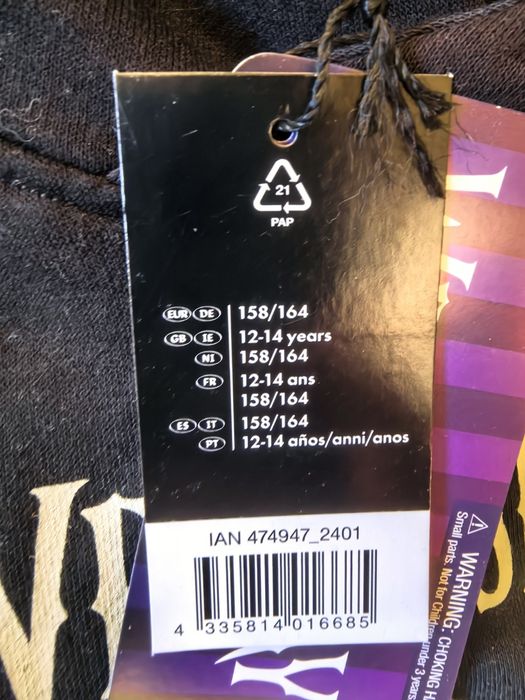 21
PAP
EUR DE 158/164
GB IE 12-14 years
NI 158/164
FR 12-14 ans
158/164
ES IT 158/164
PT 12-14 años/anni/anos
IAN 474947_2401
4 335814 016685
WARNING: CHOKING H
Small parts. Not for Children under 3 years